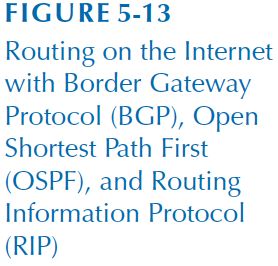 FIGURE 5-13
Routing on the Internet
with Border Gateway
Protocol (BGP), Open
Shortest Path First
(OSPF), and Routing
Information Protocol
(RIP)